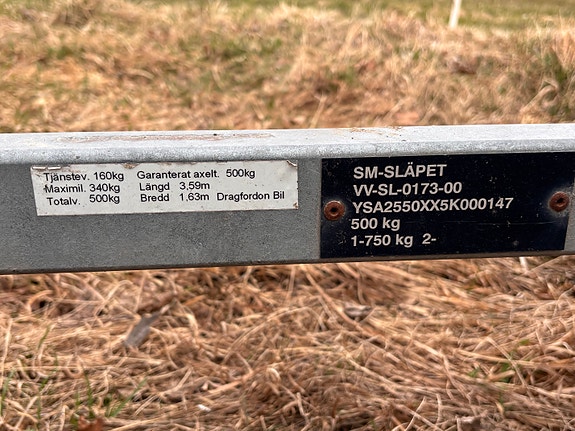 Tjänstev. 160kg Garanterat axelt. 500kg
Maximil. 340kg Längd 3,59m
Totalv. 500kg Bredd 1,63m Dragfordon Bil
SM-SLÄPET
VV-SL-0173-00
YSA2550XX5K000147
500 kg
1-750 kg 2-